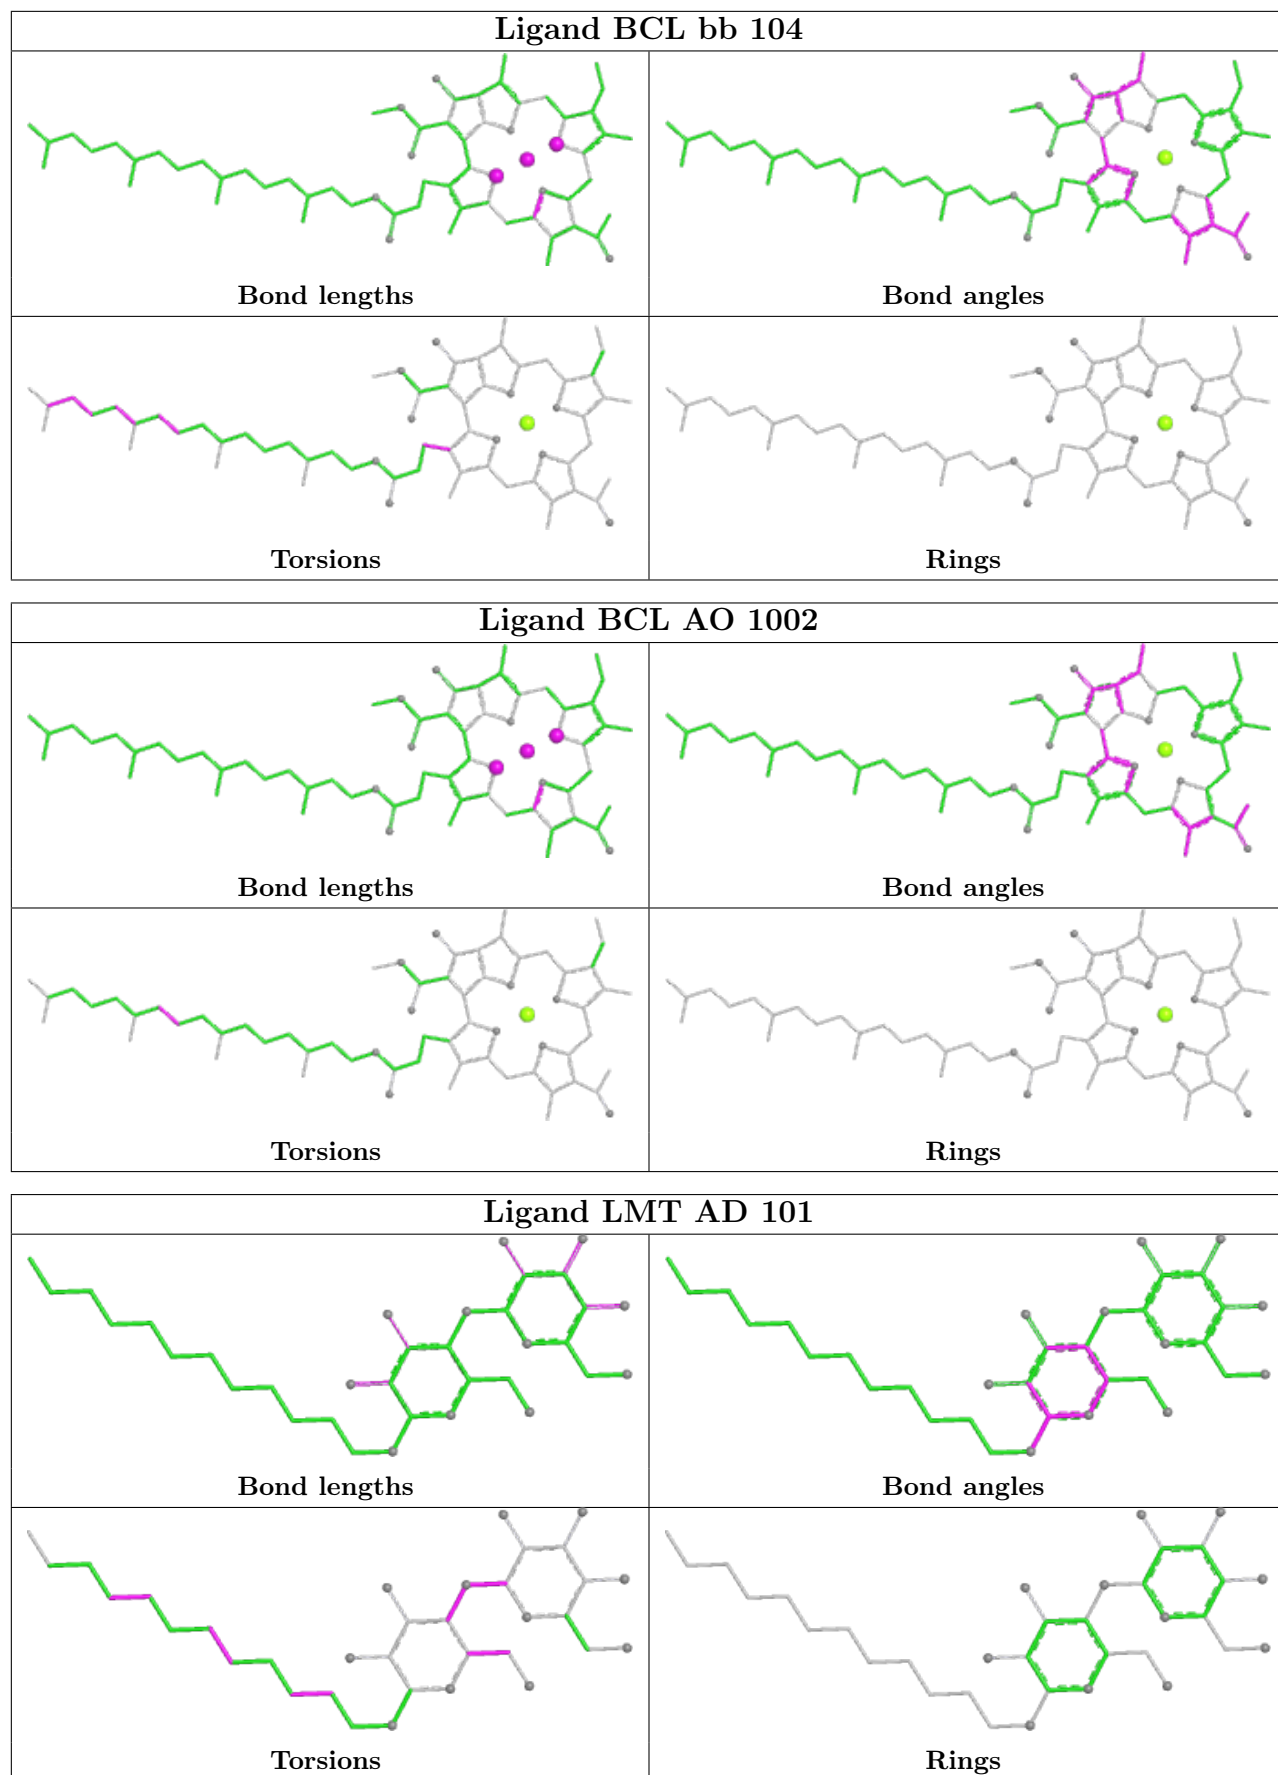 Ligand BCL bb 104
Bond lengths
Bond angles
Torsions
Rings
Ligand BCL AO 1002
Bond lengths
Bond angles
Torsions
Rings
Ligand LMT AD 101
Bond lengths
Bond angles
Torsions
Rings